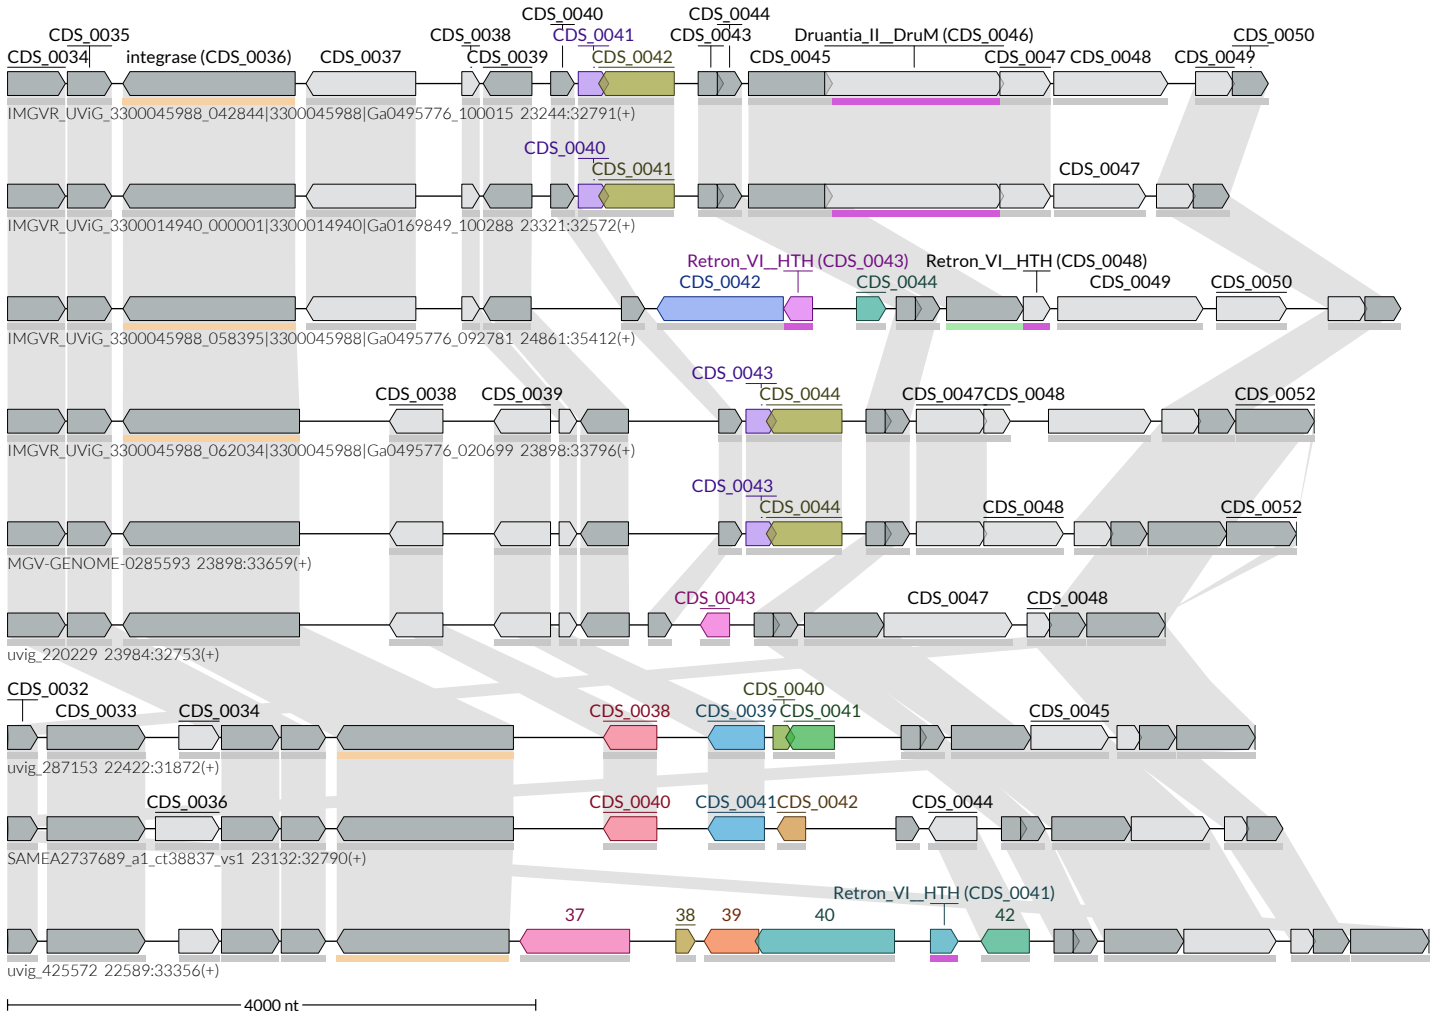 CDS_0040 CDS_0044
CDS_0035 CDS_0038 CDS_0041 CDS_0043 Druantia_II__DruM (CDS_0046) CDS_0050
CDS_0034 integrase (CDS_0036) CDS_0037 CDS_0039 CDS_0042 CDS_0045 CDS_0047 CDS_0048 CDS_0049
IMGVR_UViG_3300045988_042844|3300045988|Ga0495776_100015 23244:32791(+)
CDS_0040
CDS_0041 CDS_0047
IMGVR_UViG_3300014940_000001|3300014940|Ga0169849_100288 23321:32572(+)
Retron_VI__HTH (CDS_0043) Retron_VI__HTH (CDS_0048)
CDS_0042 CDS_0044 CDS_0049 CDS_0050
IMGVR_UViG_3300045988_058395|3300045988|Ga0495776_092781 24861:35412(+)
CDS_0043
CDS_0038 CDS_0039 CDS_0044 CDS_0047 CDS_0048 CDS_0052
IMGVR_UViG_3300045988_062034|3300045988|Ga0495776_020699 23898:33796(+)
CDS_0043
CDS_0044 CDS_0048 CDS_0052
MGV-GENOME-0285593 23898:33659(+)
CDS_0043 CDS_0047 CDS_0048
uvig_220229 23984:32753(+)
CDS_0032 CDS_0040
CDS_0033 CDS_0034 CDS_0038 CDS_0039 CDS_0041 CDS_0045
uvig_287153 22422:31872(+)
CDS_0036 CDS_0040 CDS_0041 CDS_0042 CDS_0044
SAMEA2737689_a1_ct38837_vs1 23132:32790(+)
Retron_VI__HTH (CDS_0041)
37 38 39 40 42
uvig_425572 22589:33356(+)
4000 nt